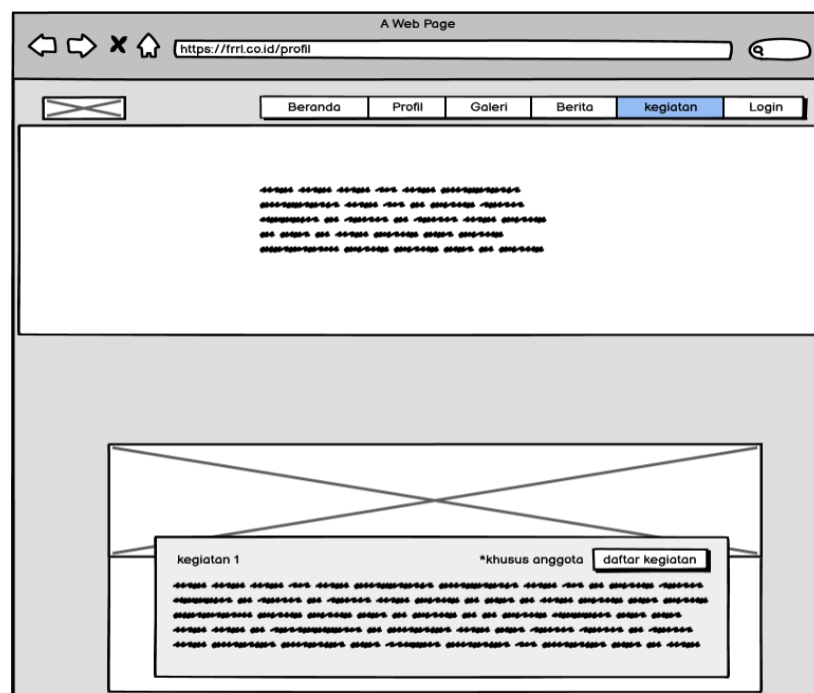 A Web Page
https://frrl.co.id/profil
Beranda Profil Galeri Berita kegiatan Login
kegiatan 1 *khusus anggota daftar kegiatan